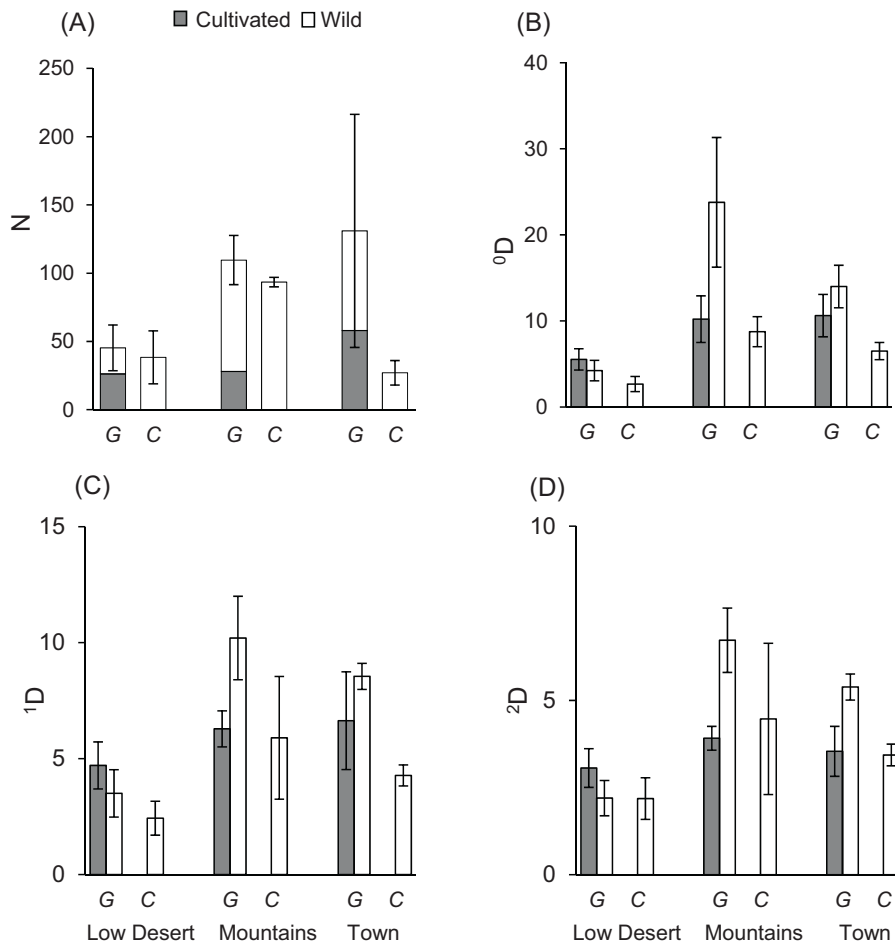 (A) Cultivated Wild (B)
250
200
150
100
50
0
N
G C G C G C
40
30
20
10
0
⁰D
G C G C G C
(C)
15
10
5
0
¹D
G C G C G C
Low Desert Mountains Town
(D)
10
5
0
²D
G C G C G C
Low Desert Mountains Town